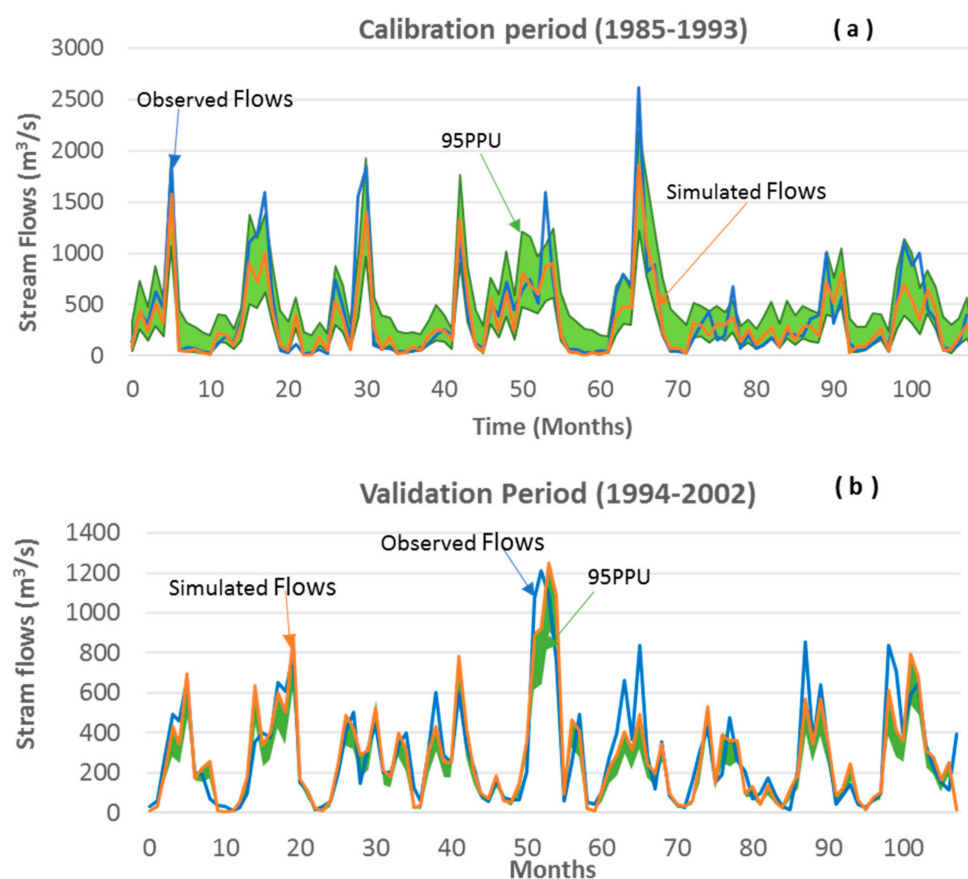 Calibration period (1985-1993) ( a )
3000
2500
2000
1500
1000
500
0
Stream Flows (m³/s)
Observed Flows
95PPU
Simulated Flows
0 10 20 30 40 50 60 70 80 90 100
Time (Months)
Validation Period (1994-2002) ( b )
1400
1200
1000
800
600
400
200
0
Stram flows (m³/s)
Observed Flows
Simulated Flows
95PPU
0 10 20 30 40 50 60 70 80 90 100
Months